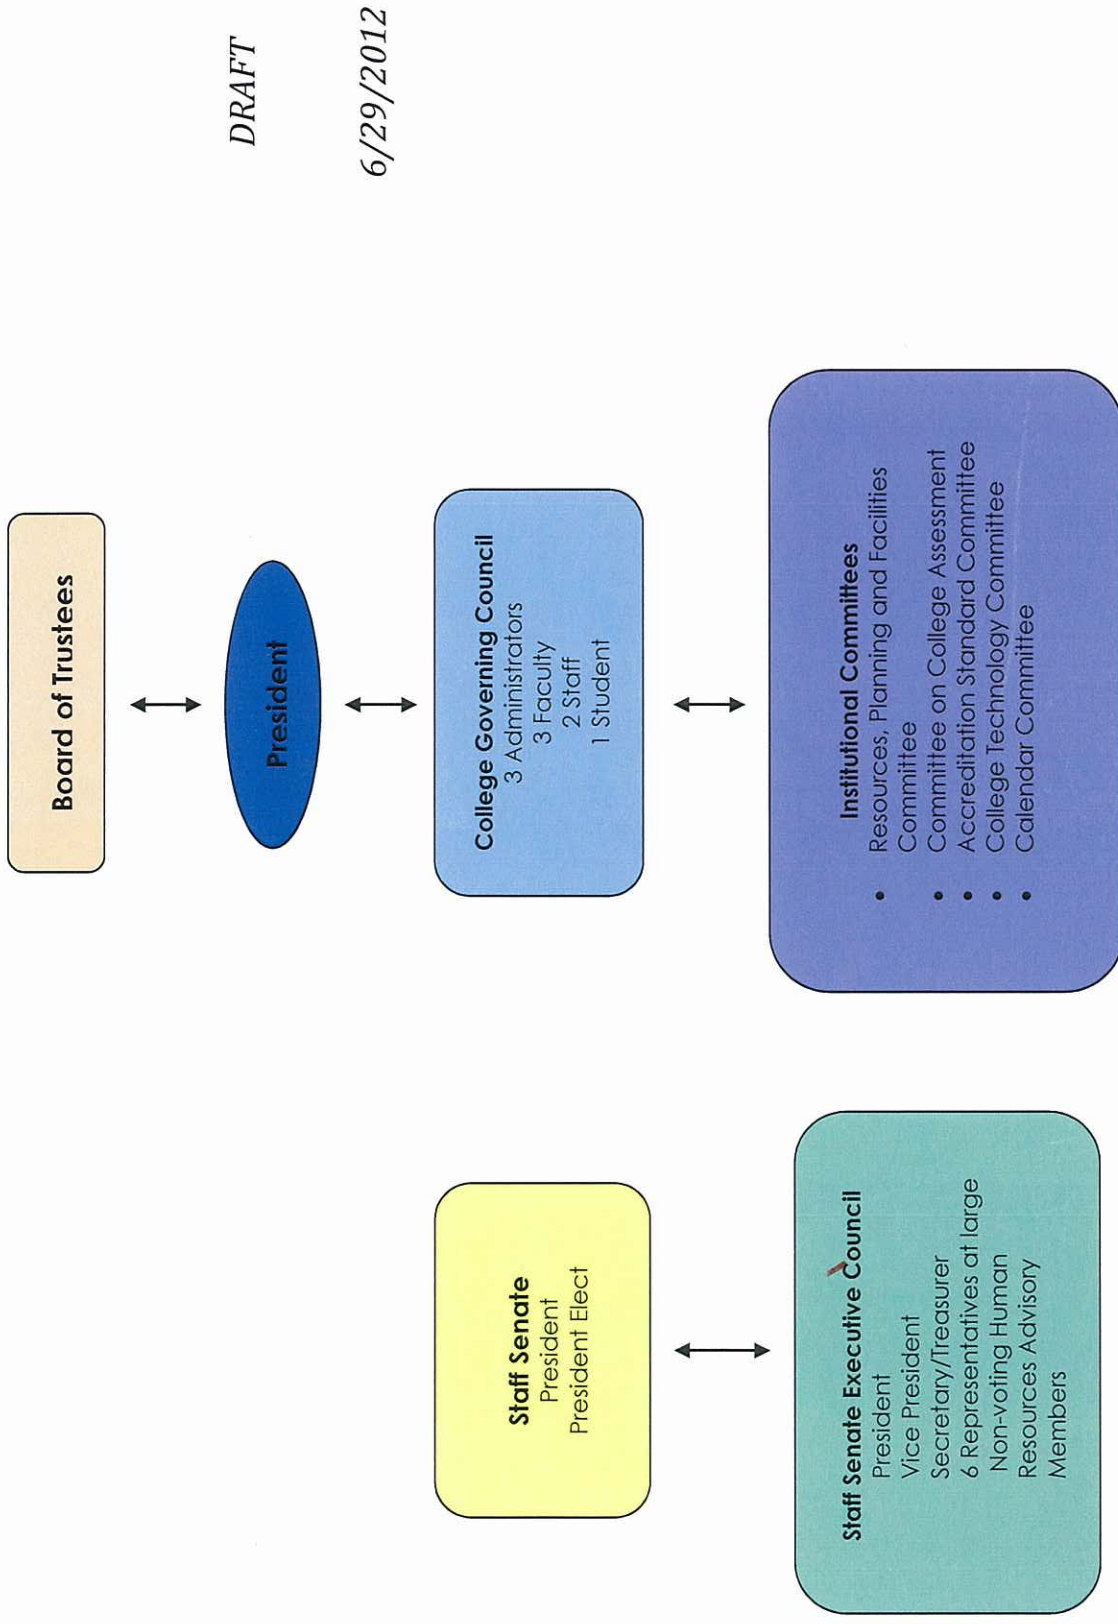 DRAFT
6/29/2012
Board of Trustees
President
College Governing Council
3 Administrators
3 Faculty
2 Staff
1 Student
Institutional Committees
• Resources, Planning and Facilities
Committee
• Committee on College Assessment
• Accreditation Standard Committee
• College Technology Committee
• Calendar Committee
Staff Senate
President
President Elect
Staff Senate Executive Council
President
Vice President
Secretary/Treasurer
6 Representatives at large
Non-voting Human
Resources Advisory
Members